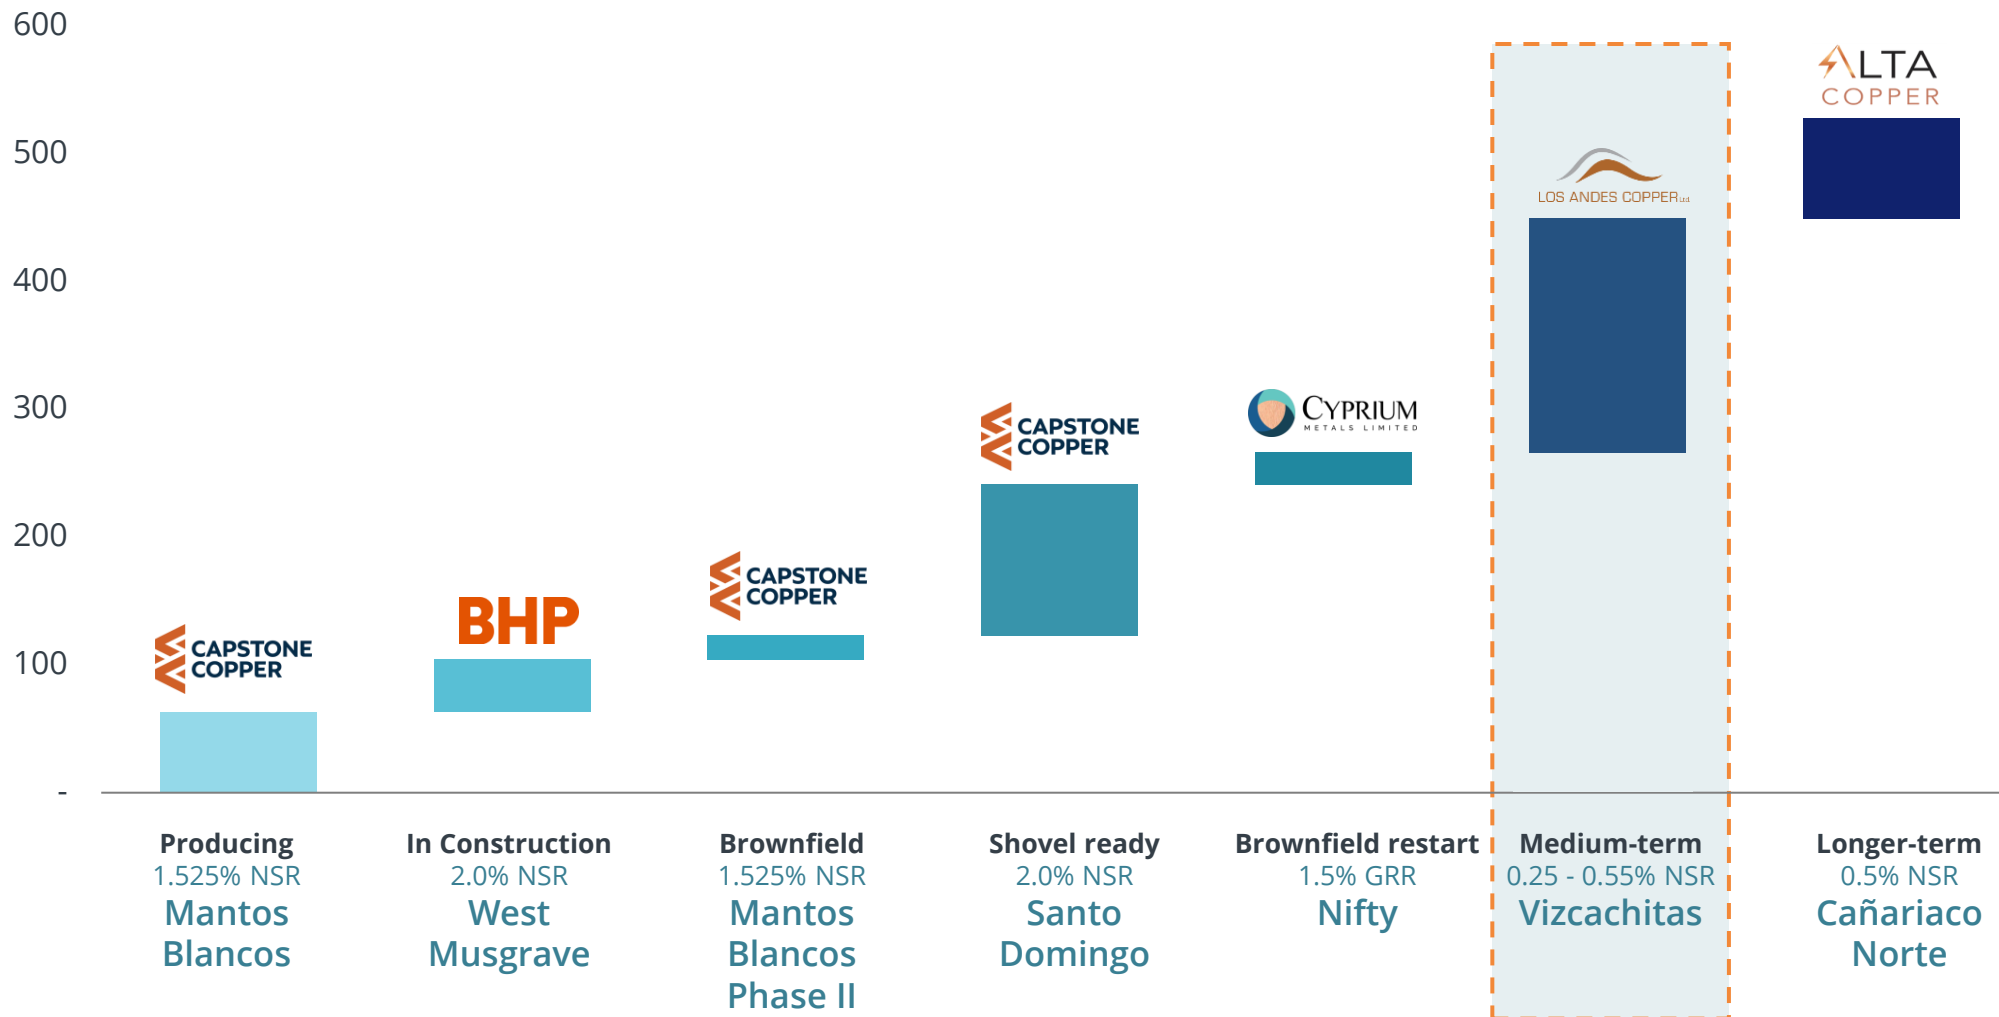 600
500
400
300
200
100
-
CAPSTONE
COPPER
BHP
CAPSTONE
COPPER
CAPSTONE
COPPER
CYPRIUM
METALS LIMITED
LOS ANDES COPPER Ltd.
ALTA
COPPER
Producing
1.525% NSR
Mantos
Blancos
In Construction
2.0% NSR
West
Musgrave
Brownfield
1.525% NSR
Mantos
Blancos
Phase II
Shovel ready
2.0% NSR
Santo
Domingo
Brownfield restart
1.5% GRR
Nifty
Medium-term
0.25 - 0.55% NSR
Vizcachitas
Longer-term
0.5% NSR
Cañariaco
Norte